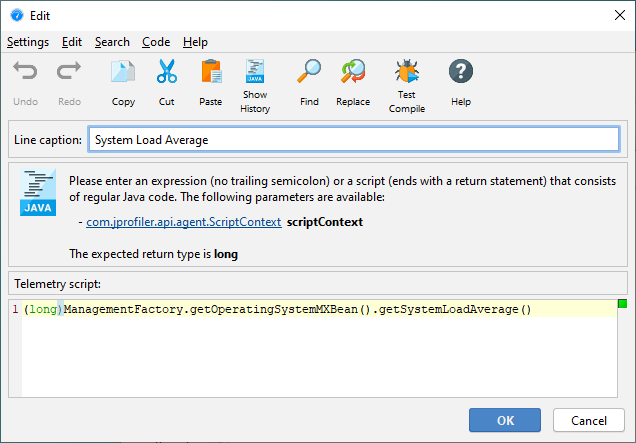 Edit
Settings Edit Search Code Help
Undo Redo Copy Cut Paste Show History Find Replace Test Compile Help
Line caption: System Load Average
JAVA
Please enter an expression (no trailing semicolon) or a script (ends with a return statement) that consists
of regular Java code. The following parameters are available:
- com.jprofiler.api.agent.ScriptContext scriptContext
The expected return type is long
Telemetry script:
1 (long)ManagementFactory.getOperatingSystemMXBean().getSystemLoadAverage()
OK Cancel